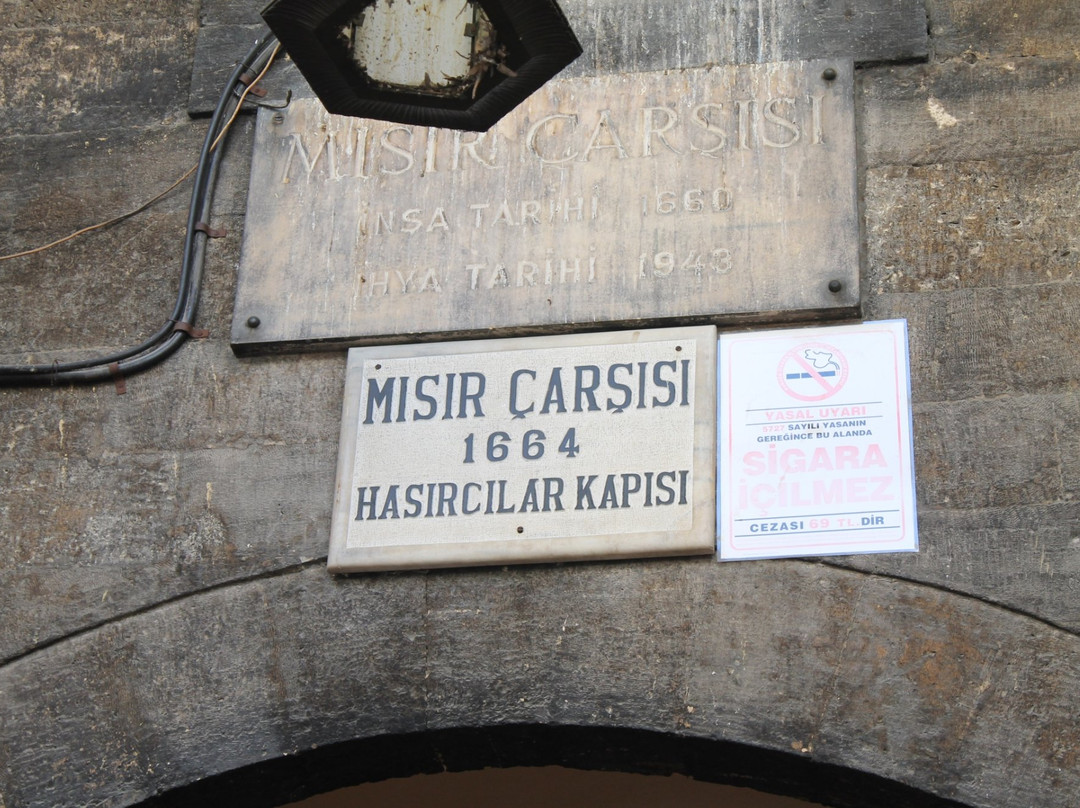 MISIR ÇARŞISI
İNŞA TARİHİ 1660
İHYA TARİHİ 1943
MISIR ÇARŞISI
1664
HASIRCILAR KAPISI
YASAL UYARI
5727 SAYILI YASANIN
GEREĞİNCE BU ALANDA
SİGARA
İÇİLMEZ
CEZASI 69 TL.DİR